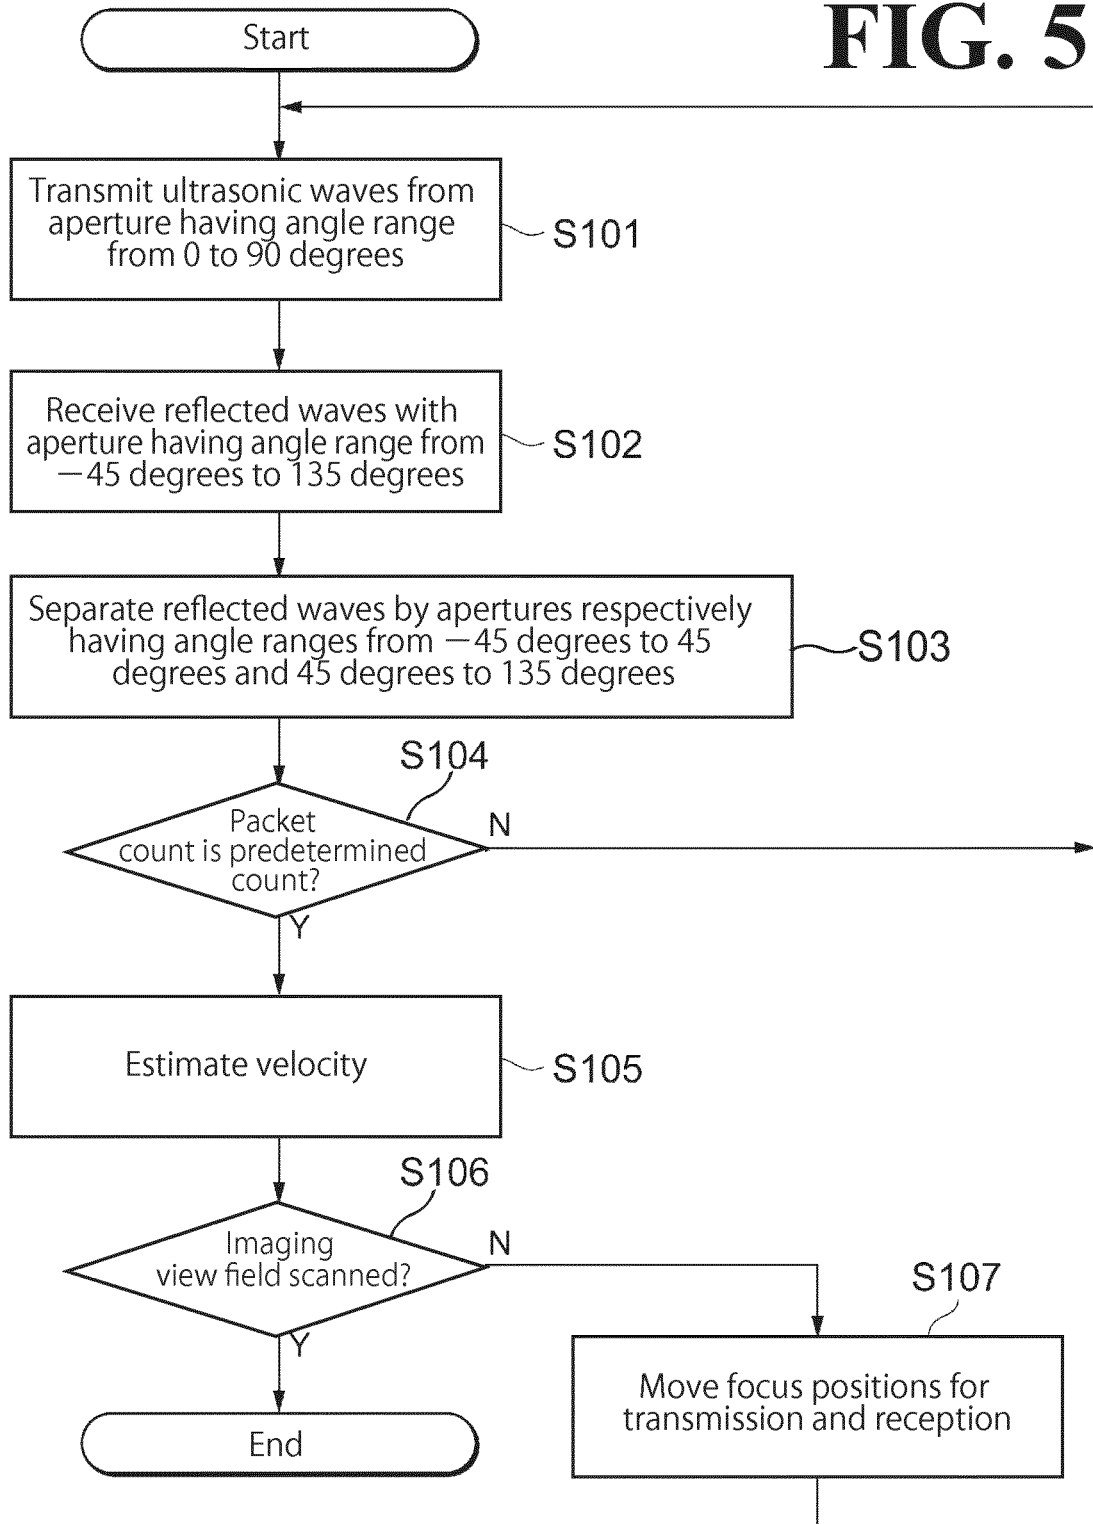 FIG. 5
Start
Transmit ultrasonic waves from
aperture having angle range
from 0 to 90 degrees
S101
Receive reflected waves with
aperture having angle range from
−45 degrees to 135 degrees
S102
Separate reflected waves by apertures respectively
having angle ranges from −45 degrees to 45
degrees and 45 degrees to 135 degrees
S103
S104
Packet
count is predetermined
count?
N
Y
Estimate velocity
S105
S106
Imaging
view field scanned?
N
Y
S107
Move focus positions for
transmission and reception
End